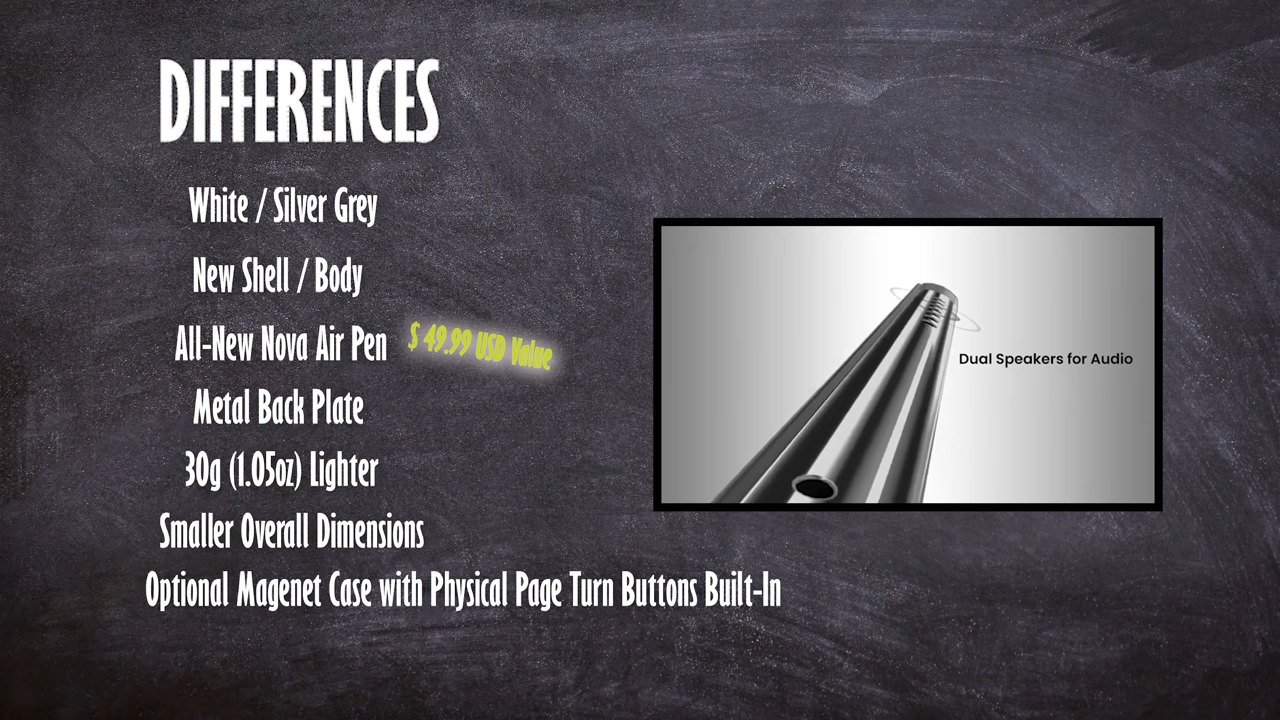 DIFFERENCES
White / Silver Grey
New Shell / Body
All-New Nova Air Pen
$ 49.99 USD Value
Metal Back Plate
30g (1.05oz) Lighter
Smaller Overall Dimensions
Optional Magenet Case with Physical Page Turn Buttons Built-In
Dual Speakers for Audio